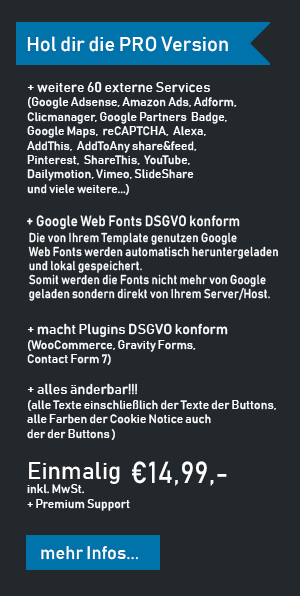 Hol dir die PRO Version
+ weitere 60 externe Services
(Google Adsense, Amazon Ads, Adform,
Clicmanager, Google Partners Badge,
Google Maps, reCAPTCHA, Alexa,
AddThis, AddToAny share&feed,
Pinterest, ShareThis, YouTube,
Dailymotion, Vimeo, SlideShare
und viele weitere...)
+ Google Web Fonts DSGVO konform
Die von Ihrem Template genutzen Google
Web Fonts werden automatisch heruntergeladen
und lokal gespeichert.
Somit werden die Fonts nicht mehr von Google
geladen sondern direkt von Ihrem Server/Host.
+ macht Plugins DSGVO konform
(WooCommerce, Gravity Forms,
Contact Form 7)
+ alles änderbar!!!
(alle Texte einschließlich der Texte der Buttons,
alle Farben der Cookie Notice auch
der der Buttons )
Einmalig €14,99,-
inkl. MwSt.
+ Premium Support
mehr Infos...